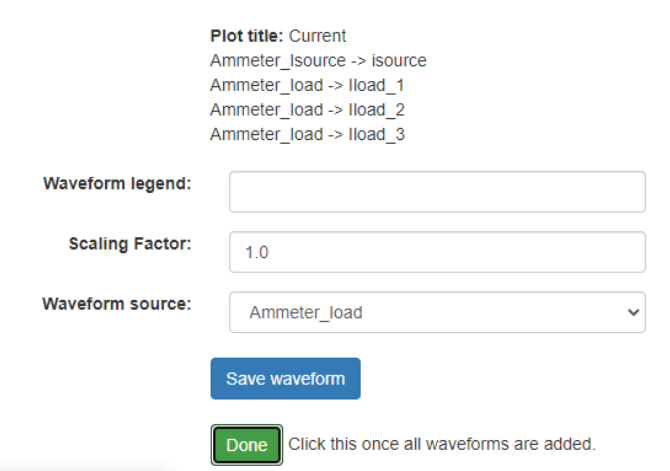 Plot title: Current
Ammeter_Isource -> isource
Ammeter_load -> Iload_1
Ammeter_load -> Iload_2
Ammeter_load -> Iload_3
Waveform legend:
Scaling Factor: 1.0
Waveform source: Ammeter_load
Save waveform
Done Click this once all waveforms are added.